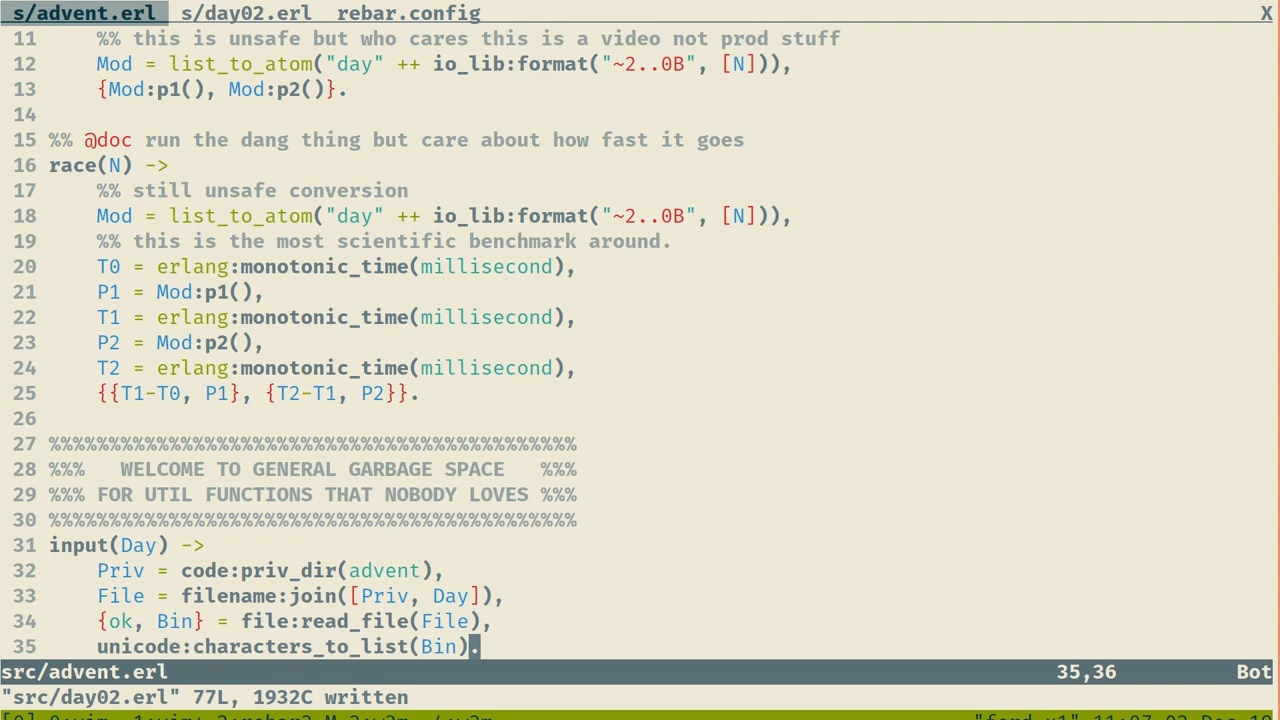 s/advent.erl s/day02.erl rebar.config X
11 %% this is unsafe but who cares this is a video not prod stuff
12 Mod = list_to_atom("day" ++ io_lib:format("~2..0B", [N])),
13 {Mod:p1(), Mod:p2()}.
14
15 %% @doc run the dang thing but care about how fast it goes
16 race(N) ->
17 %% still unsafe conversion
18 Mod = list_to_atom("day" ++ io_lib:format("~2..0B", [N])),
19 %% this is the most scientific benchmark around.
20 T0 = erlang:monotonic_time(millisecond),
21 P1 = Mod:p1(),
22 T1 = erlang:monotonic_time(millisecond),
23 P2 = Mod:p2(),
24 T2 = erlang:monotonic_time(millisecond),
25 {{T1-T0, P1}, {T2-T1, P2}}.
26
27 %%%%%%%%%%%%%%%%%%%%%%%%%%%%%%%%%%%%%%%%%%%%
28 %%% WELCOME TO GENERAL GARBAGE SPACE %%%
29 %%% FOR UTIL FUNCTIONS THAT NOBODY LOVES %%%
30 %%%%%%%%%%%%%%%%%%%%%%%%%%%%%%%%%%%%%%%%%%%%
31 input(Day) ->
32 Priv = code:priv_dir(advent),
33 File = filename:join([Priv, Day]),
34 {ok, Bin} = file:read_file(File),
35 unicode:characters_to_list(Bin).
src/advent.erl 35,36 Bot
"src/day02.erl" 77L, 1932C written